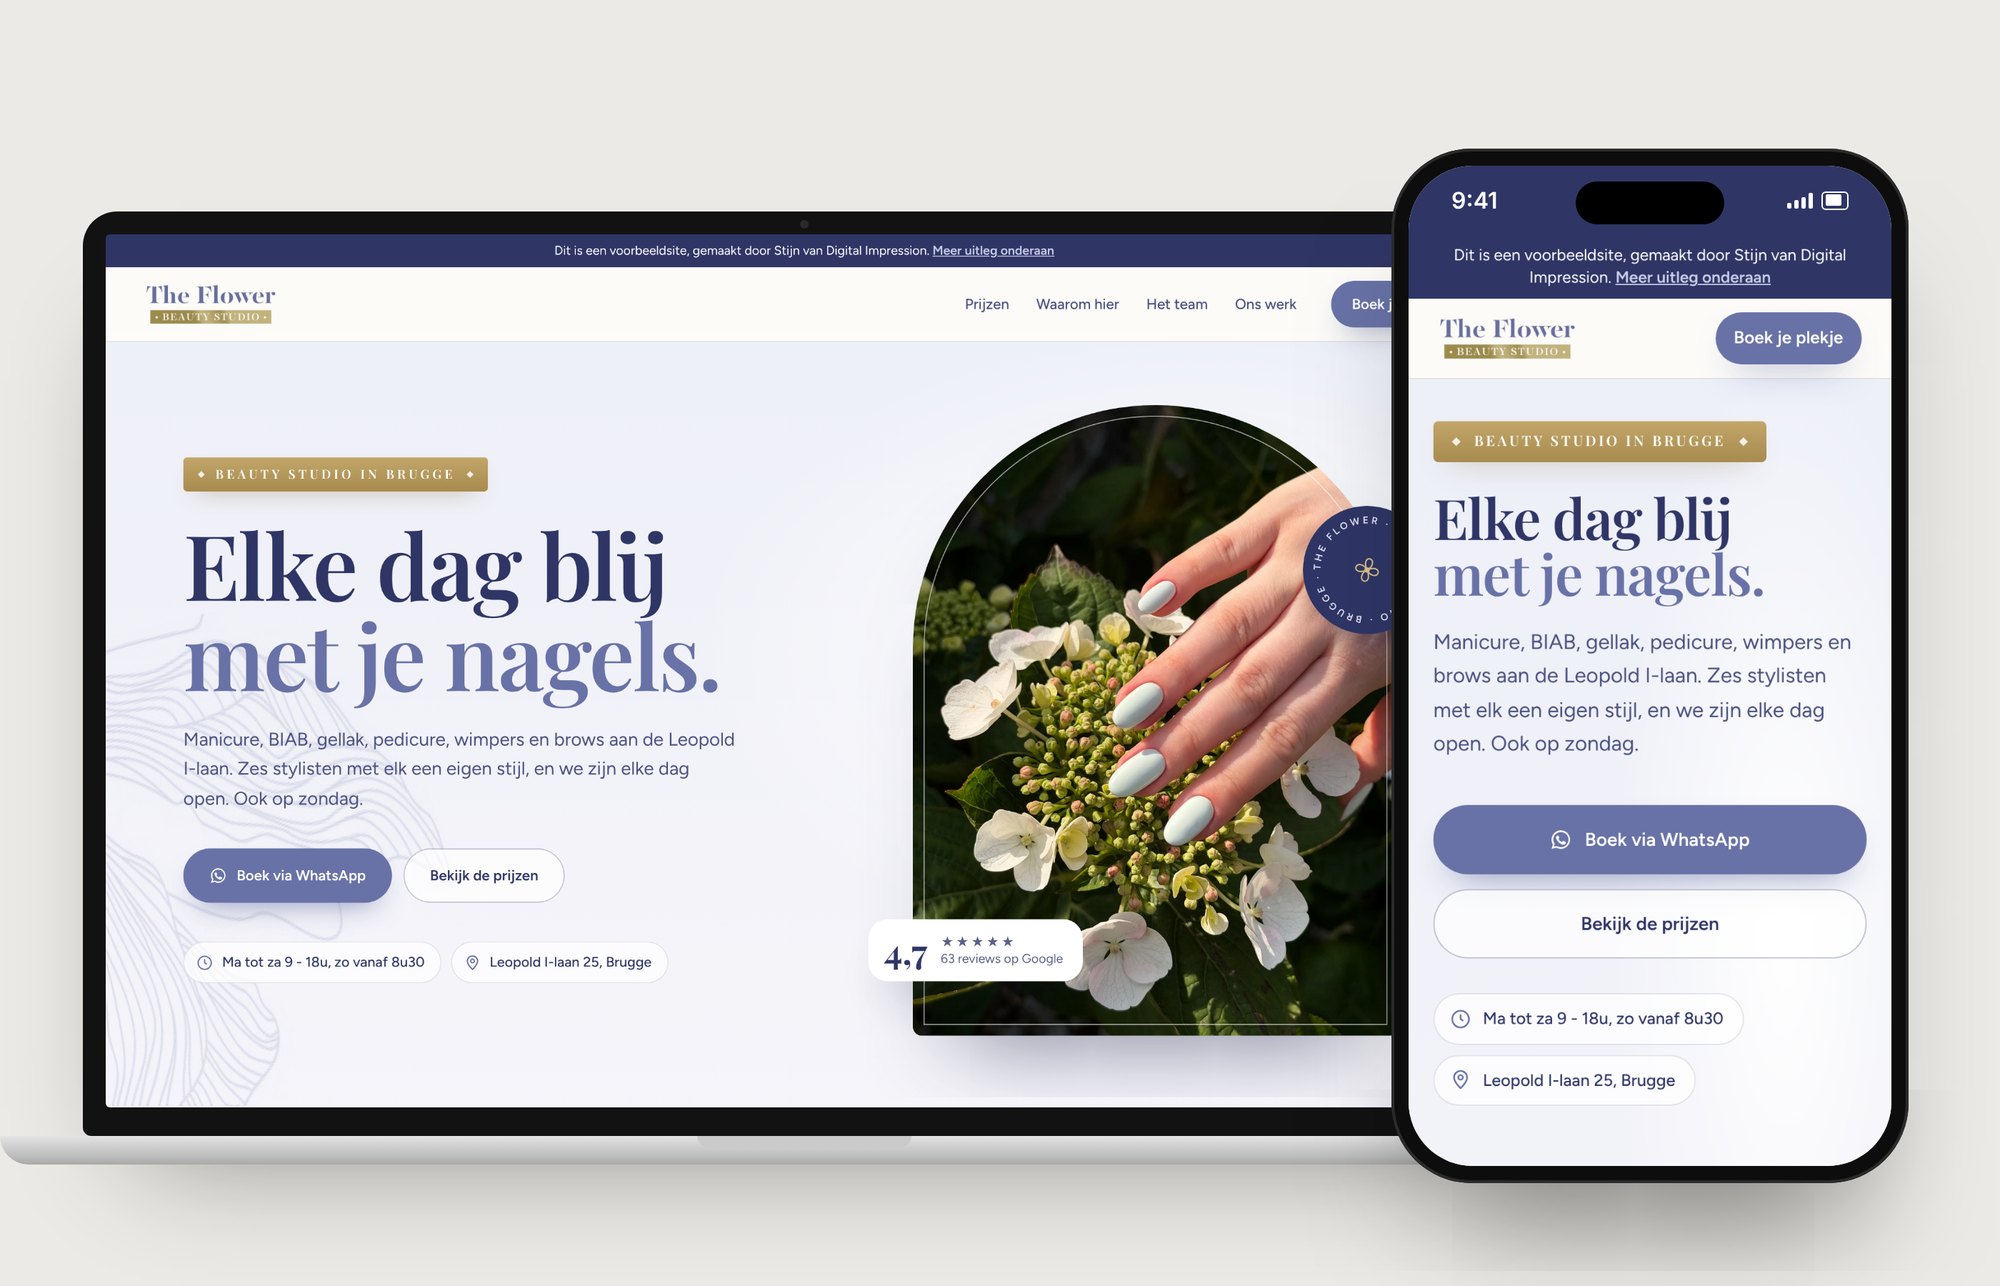 Dit is een voorbeeldsite, gemaakt door Stijn van Digital Impression. Meer uitleg onderaan
The Flower
• BEAUTY STUDIO •
Prijzen
Waarom hier
Het team
Ons werk
Boek j
◆ BEAUTY STUDIO IN BRUGGE ◆
Elke dag blij
met je nagels.
Manicure, BIAB, gellak, pedicure, wimpers en brows aan de Leopold
I-laan. Zes stylisten met elk een eigen stijl, en we zijn elke dag
open. Ook op zondag.
Boek via WhatsApp
Bekijk de prijzen
Ma tot za 9 - 18u, zo vanaf 8u30
Leopold I-laan 25, Brugge
THE FLOWER ·
O · BRUGGE ·
4,7
★★★★★
63 reviews op Google
9:41
Dit is een voorbeeldsite, gemaakt door Stijn van Digital
Impression. Meer uitleg onderaan
The Flower
• BEAUTY STUDIO •
Boek je plekje
◆ BEAUTY STUDIO IN BRUGGE ◆
Elke dag blij
met je nagels.
Manicure, BIAB, gellak, pedicure, wimpers en
brows aan de Leopold I-laan. Zes stylisten
met elk een eigen stijl, en we zijn elke dag
open. Ook op zondag.
Boek via WhatsApp
Bekijk de prijzen
Ma tot za 9 - 18u, zo vanaf 8u30
Leopold I-laan 25, Brugge